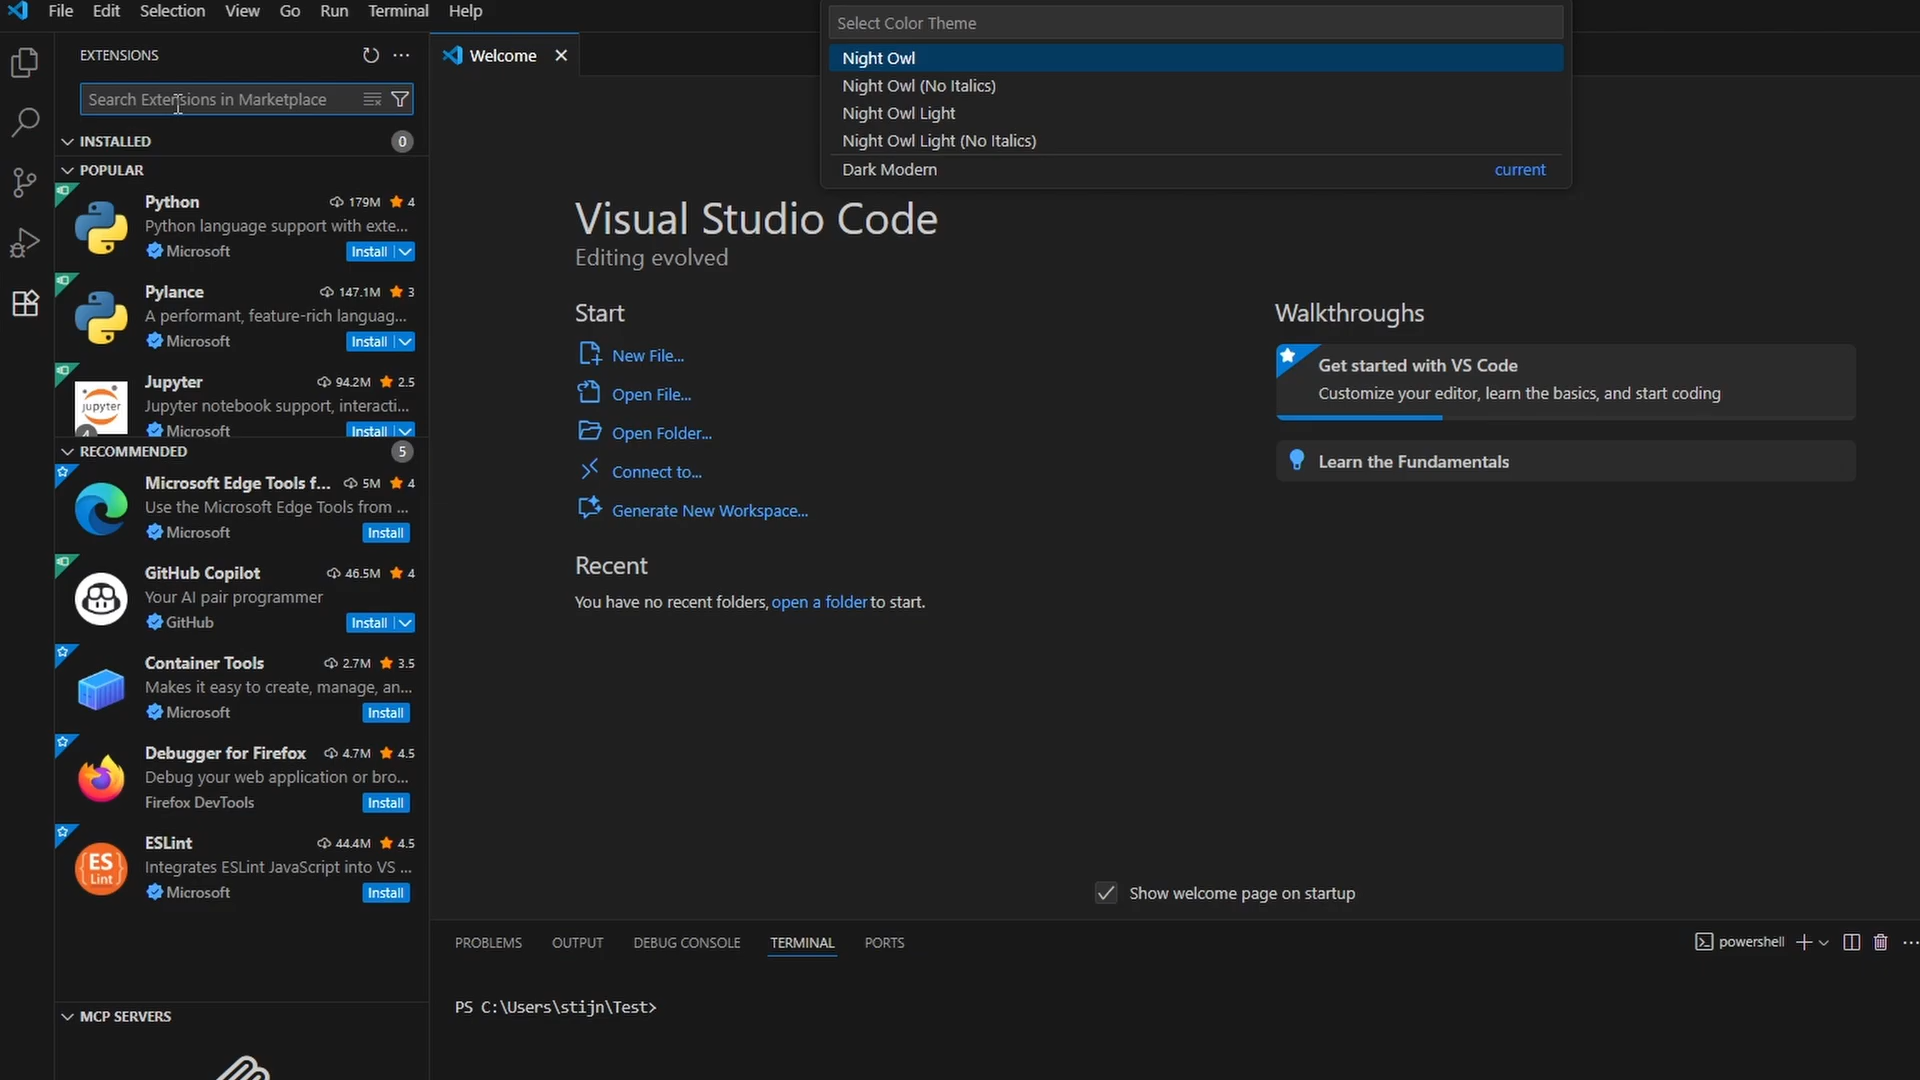 File Edit Selection View Go Run Terminal Help
Select Color Theme
Night Owl
Night Owl (No Italics)
Night Owl Light
Night Owl Light (No Italics)
Dark Modern current
EXTENSIONS
Search Extensions in Marketplace
INSTALLED 0
POPULAR
Python 179M 4
Python language support with exte...
Microsoft Install
Pylance 147.1M 3
A performant, feature-rich languag...
Microsoft Install
Jupyter 94.2M 2.5
Jupyter notebook support, interacti...
Microsoft Install
jupyter
4
RECOMMENDED 5
Microsoft Edge Tools f... 5M 4
Use the Microsoft Edge Tools from ...
Microsoft Install
GitHub Copilot 46.5M 4
Your AI pair programmer
GitHub Install
Container Tools 2.7M 3.5
Makes it easy to create, manage, an...
Microsoft Install
Debugger for Firefox 4.7M 4.5
Debug your web application or bro...
Firefox DevTools Install
ESLint 44.4M 4.5
Integrates ESLint JavaScript into VS ...
Microsoft Install
{ES}
Lint
MCP SERVERS
Welcome
Visual Studio Code
Editing evolved
Start
New File...
Open File...
Open Folder...
Connect to...
Generate New Workspace...
Recent
You have no recent folders, open a folder to start.
Walkthroughs
Get started with VS Code
Customize your editor, learn the basics, and start coding
Learn the Fundamentals
Show welcome page on startup
PROBLEMS OUTPUT DEBUG CONSOLE TERMINAL PORTS
powershell
PS C:\Users\stijn\Test>